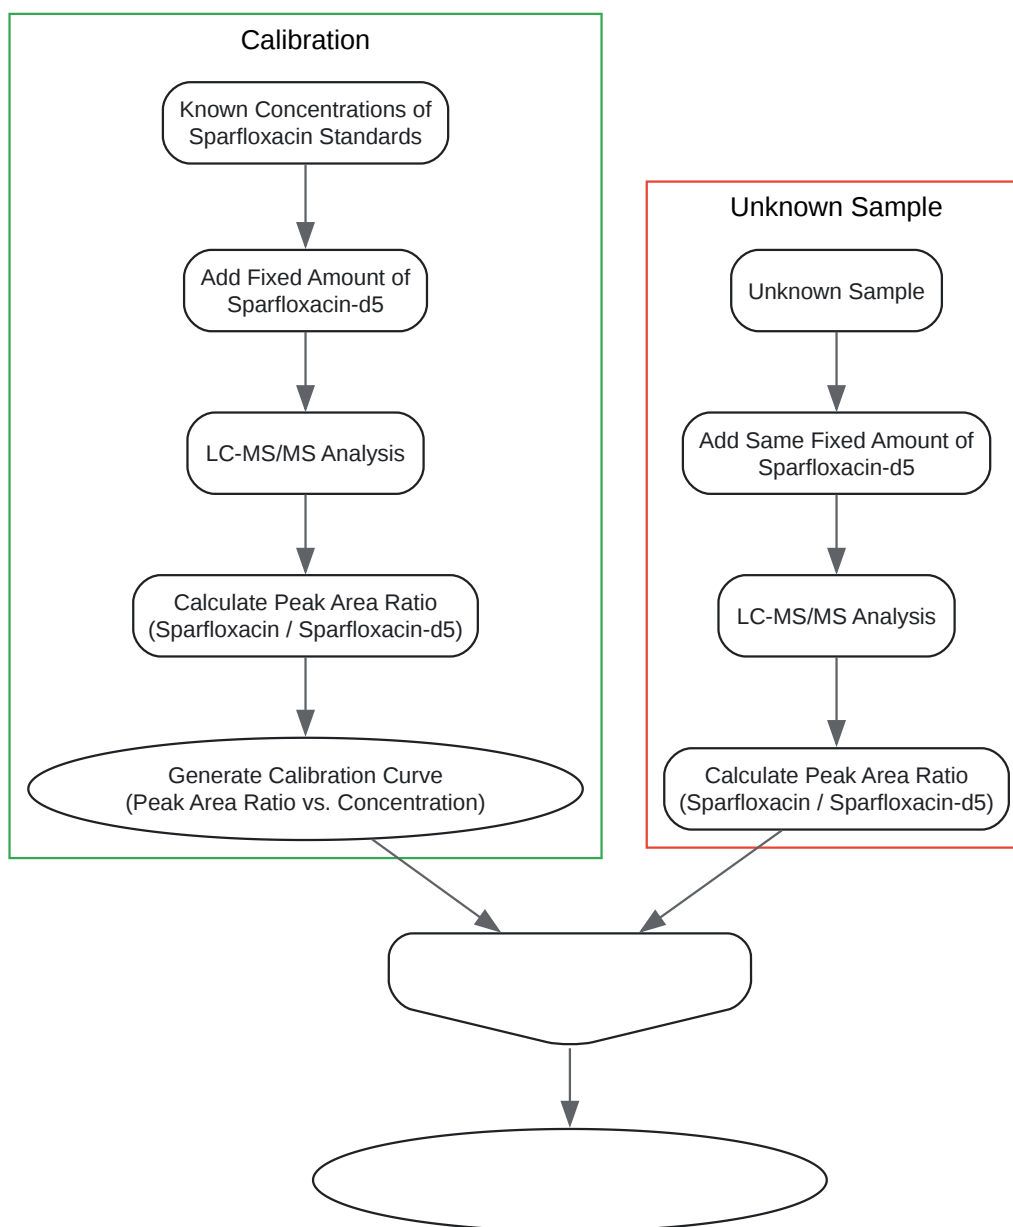 Calibration
Known Concentrations of
Sparfloxacin Standards
Add Fixed Amount of
Sparfloxacin-d5
LC-MS/MS Analysis
Calculate Peak Area Ratio
(Sparfloxacin / Sparfloxacin-d5)
Generate Calibration Curve
(Peak Area Ratio vs. Concentration)
Unknown Sample
Unknown Sample
Add Same Fixed Amount of
Sparfloxacin-d5
LC-MS/MS Analysis
Calculate Peak Area Ratio
(Sparfloxacin / Sparfloxacin-d5)